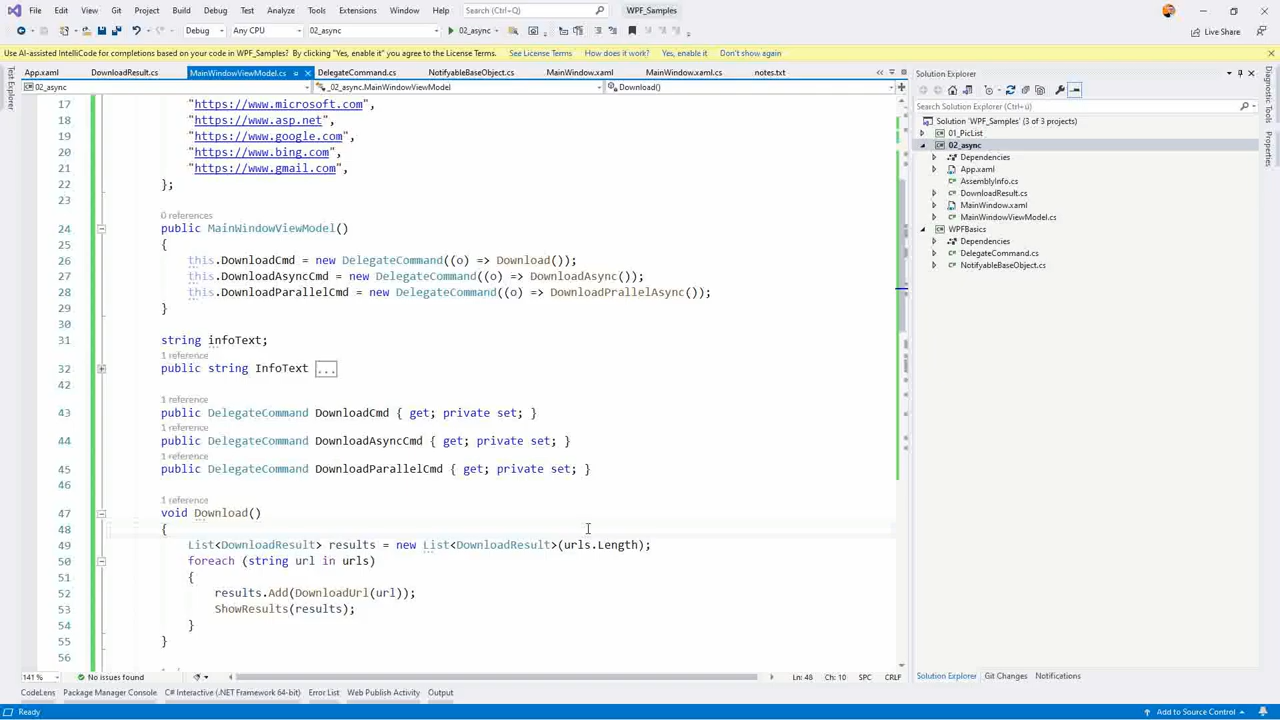 File Edit View Git Project Build Debug Test Analyze Tools Extensions Window Help Search (Ctrl+Q) WPF_Samples
Debug Any CPU 02_async 02_async Live Share
Use AI-assisted IntelliCode for completions based on your code in WPF_Samples? By clicking "Yes, enable it" you agree to the License Terms. See License Terms How does it work? Yes, enable it Don't show again
App.xaml DownloadResult.cs MainWindowViewModel.cs DelegateCommand.cs NotifyableBaseObject.cs MainWindow.xaml MainWindow.xaml.cs notes.txt
02_async _02_async.MainWindowViewModel Download()
17 "https://www.microsoft.com",
18 "https://www.asp.net",
19 "https://www.google.com",
20 "https://www.bing.com",
21 "https://www.gmail.com",
22 };
23
0 references
24 public MainWindowViewModel()
25 {
26 this.DownloadCmd = new DelegateCommand((o) => Download());
27 this.DownloadAsyncCmd = new DelegateCommand((o) => DownloadAsync());
28 this.DownloadParallelCmd = new DelegateCommand((o) => DownloadPrallelAsync());
29 }
30
31 string infoText;
1 reference
32 public string InfoText ...
42
1 reference
43 public DelegateCommand DownloadCmd { get; private set; }
1 reference
44 public DelegateCommand DownloadAsyncCmd { get; private set; }
1 reference
45 public DelegateCommand DownloadParallelCmd { get; private set; }
46
1 reference
47 void Download()
48 {
49 List<DownloadResult> results = new List<DownloadResult>(urls.Length);
50 foreach (string url in urls)
51 {
52 results.Add(DownloadUrl(url));
53 ShowResults(results);
54 }
55 }
56
141 % No issues found Ln: 48 Ch: 10 SPC CRLF
CodeLens Package Manager Console C# Interactive (.NET Framework 64-bit) Error List Web Publish Activity Output
Ready Add to Source Control
Test Explorer
Solution Explorer
Search Solution Explorer (Ctrl+ü)
Solution 'WPF_Samples' (3 of 3 projects)
01_PicList
02_async
Dependencies
App.xaml
AssemblyInfo.cs
DownloadResult.cs
MainWindow.xaml
MainWindowViewModel.cs
WPFBasics
Dependencies
DelegateCommand.cs
NotifyableBaseObject.cs
Solution Explorer Git Changes Notifications
Diagnostic Tools
Properties